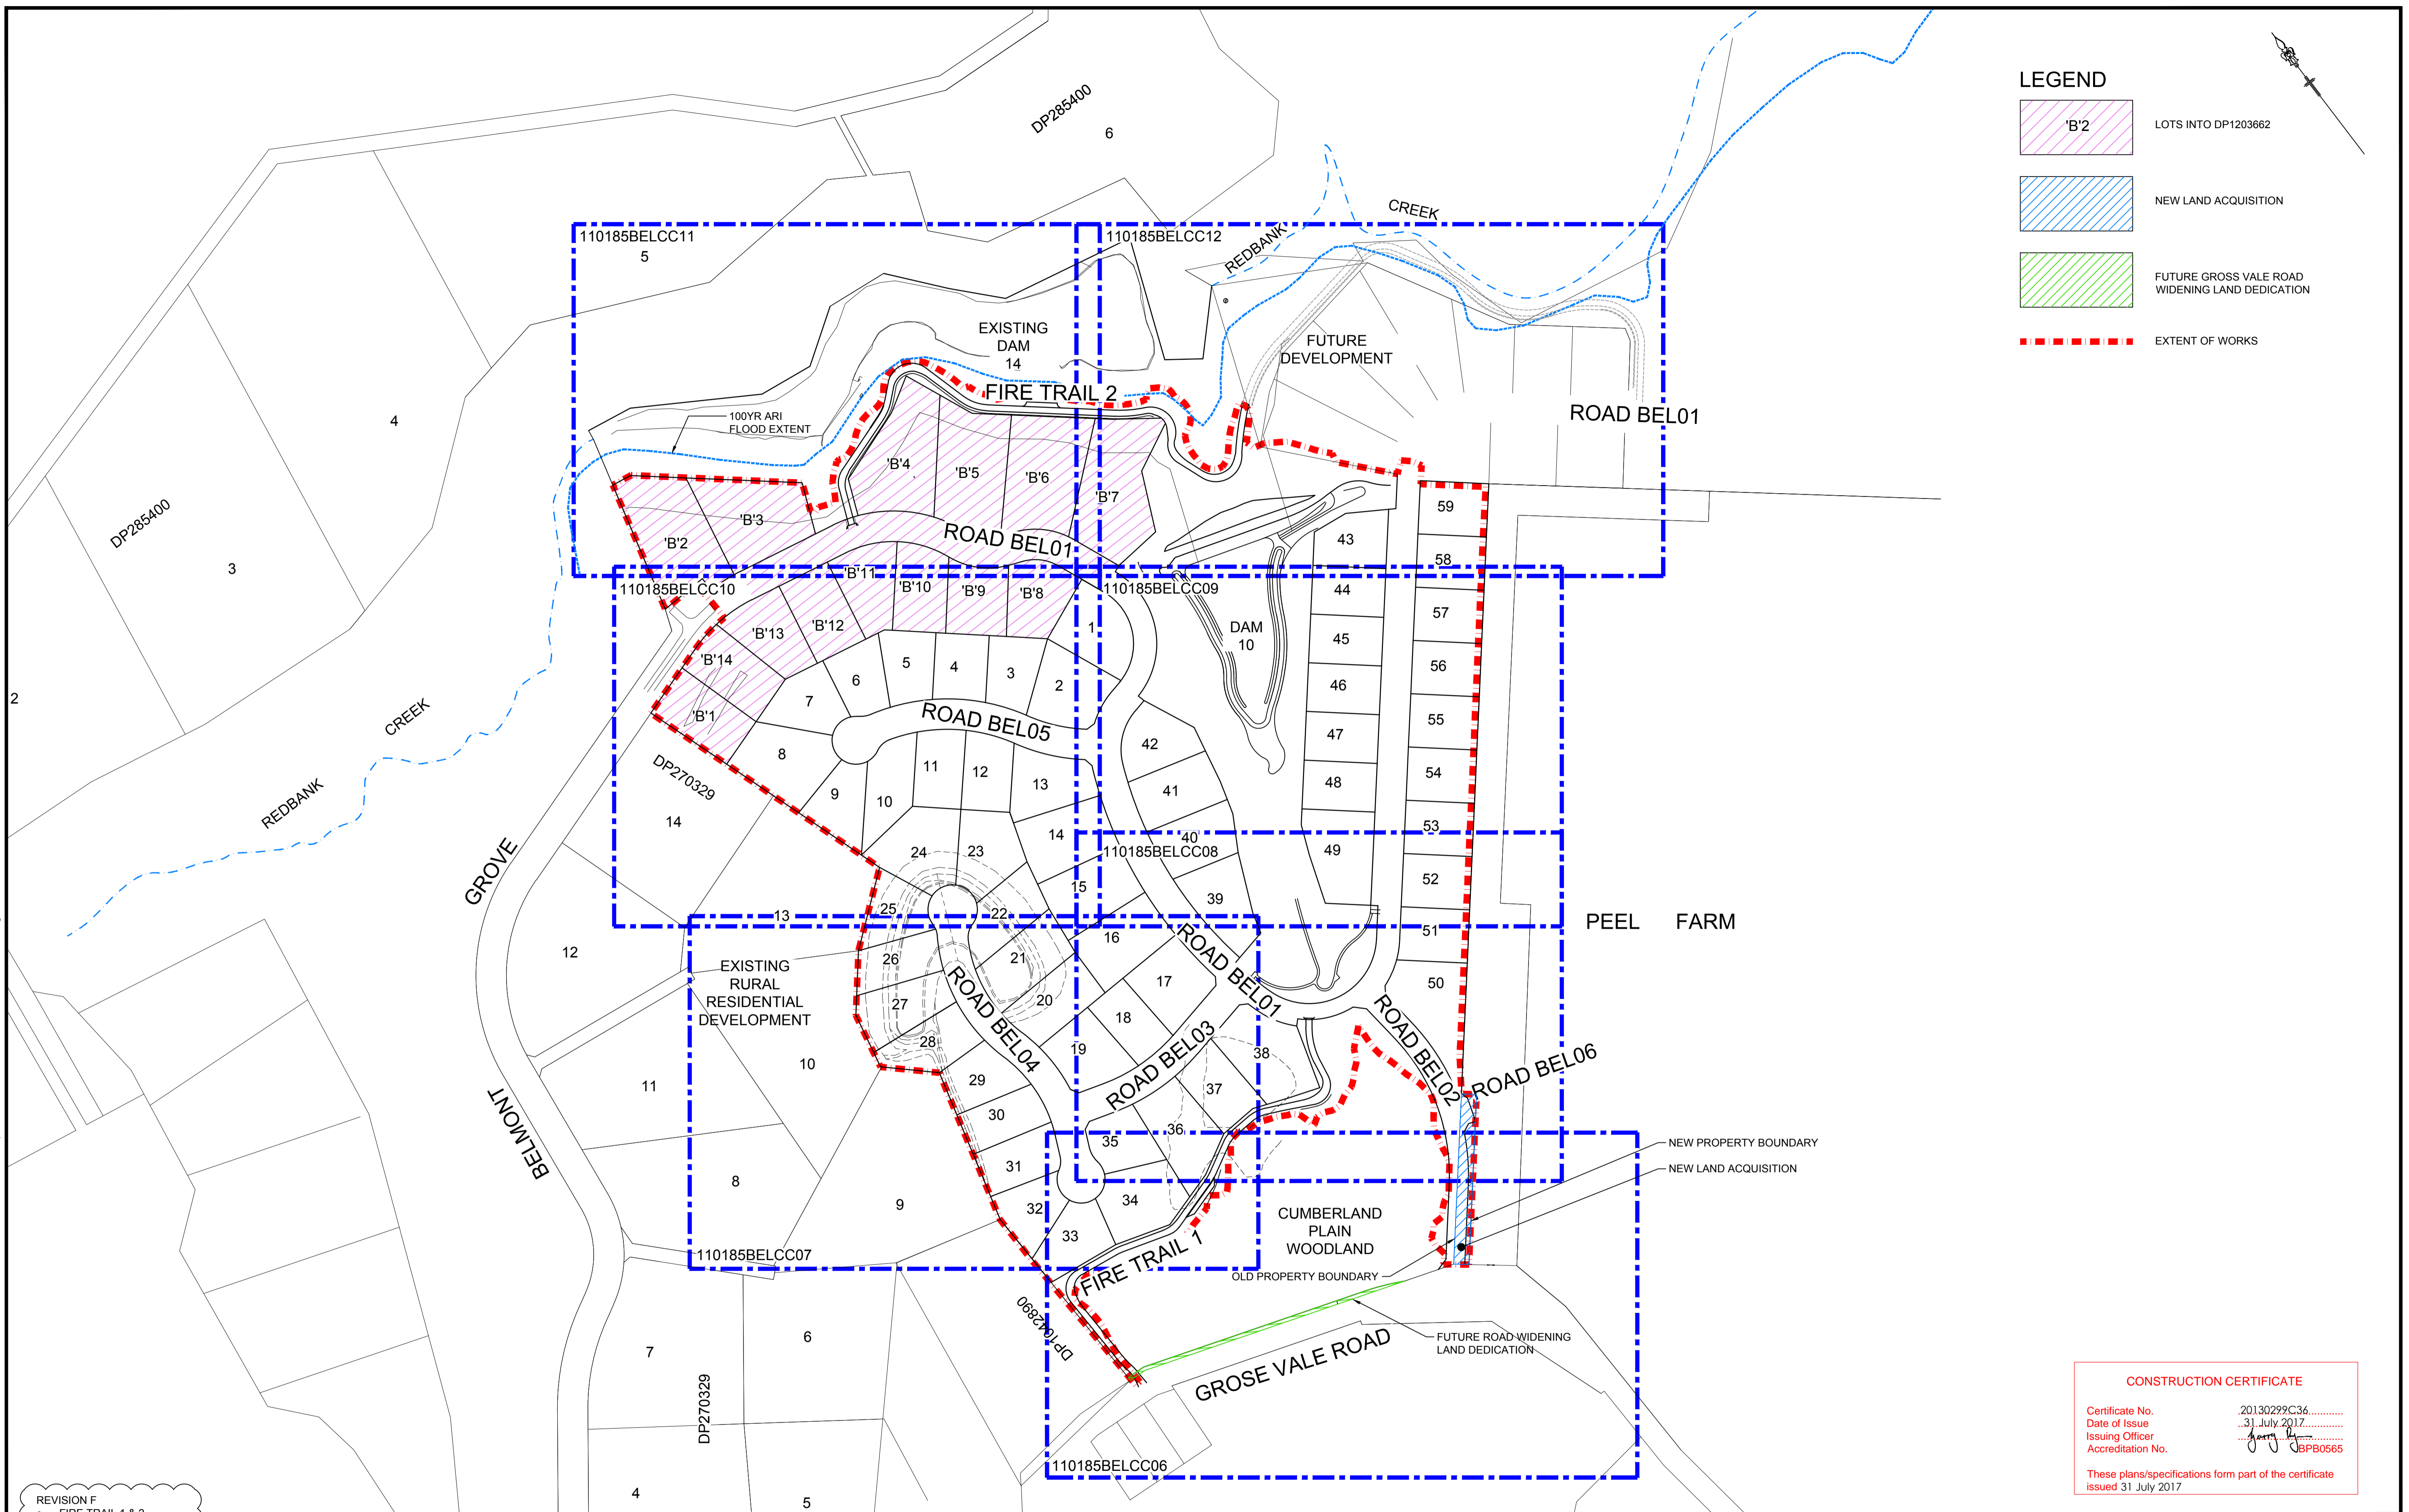 LEGEND
'B'2
LOTS INTO DP1203662
NEW LAND ACQUISITION
FUTURE GROSS VALE ROAD
WIDENING LAND DEDICATION
EXTENT OF WORKS
DP285400
6
CREEK
REDBANK
110185BELCC11
5
110185BELCC12
EXISTING
DAM
14
FUTURE
DEVELOPMENT
FIRE TRAIL 2
ROAD BEL01
100YR ARI
FLOOD EXTENT
4
DP285400
3
2
'B'4
'B'5
'B'6
'B'7
'B'3
'B'2
ROAD BEL01
59
58
43
110185BELCC10
'B'11
'B'10
'B'9
'B'8
110185BELCC09
44
57
'B'13
'B'12
1
DAM
10
45
56
'B'14
'B'1
7
6
5
4
3
2
46
55
ROAD BEL05
42
47
54
CREEK
REDBANK
DP270329
8
9
10
11
12
13
41
48
53
14
14
40
110185BELCC08
49
52
GROVE
24
23
15
39
51
13
25
22
16
PEEL FARM
12
EXISTING
RURAL
RESIDENTIAL
DEVELOPMENT
26
21
17
50
27
20
18
28
19
ROAD BEL04
ROAD BEL01
ROAD BEL03
ROAD BEL02
ROAD BEL06
38
37
36
35
10
11
29
30
31
BELMONT
8
9
32
33
34
NEW PROPERTY BOUNDARY
NEW LAND ACQUISITION
CUMBERLAND
PLAIN
WOODLAND
110185BELCC07
FIRE TRAIL 1
OLD PROPERTY BOUNDARY
DP1042890
FUTURE ROAD WIDENING
LAND DEDICATION
GROSE VALE ROAD
7
6
DP270329
4
5
110185BELCC06
REVISION F
FIRE TRAIL 1 & 2
CONSTRUCTION CERTIFICATE
Certificate No. 20130299C36
Date of Issue 31 July 2017
Issuing Officer
Accreditation No. BPB0565
These plans/specifications form part of the certificate
issued 31 July 2017